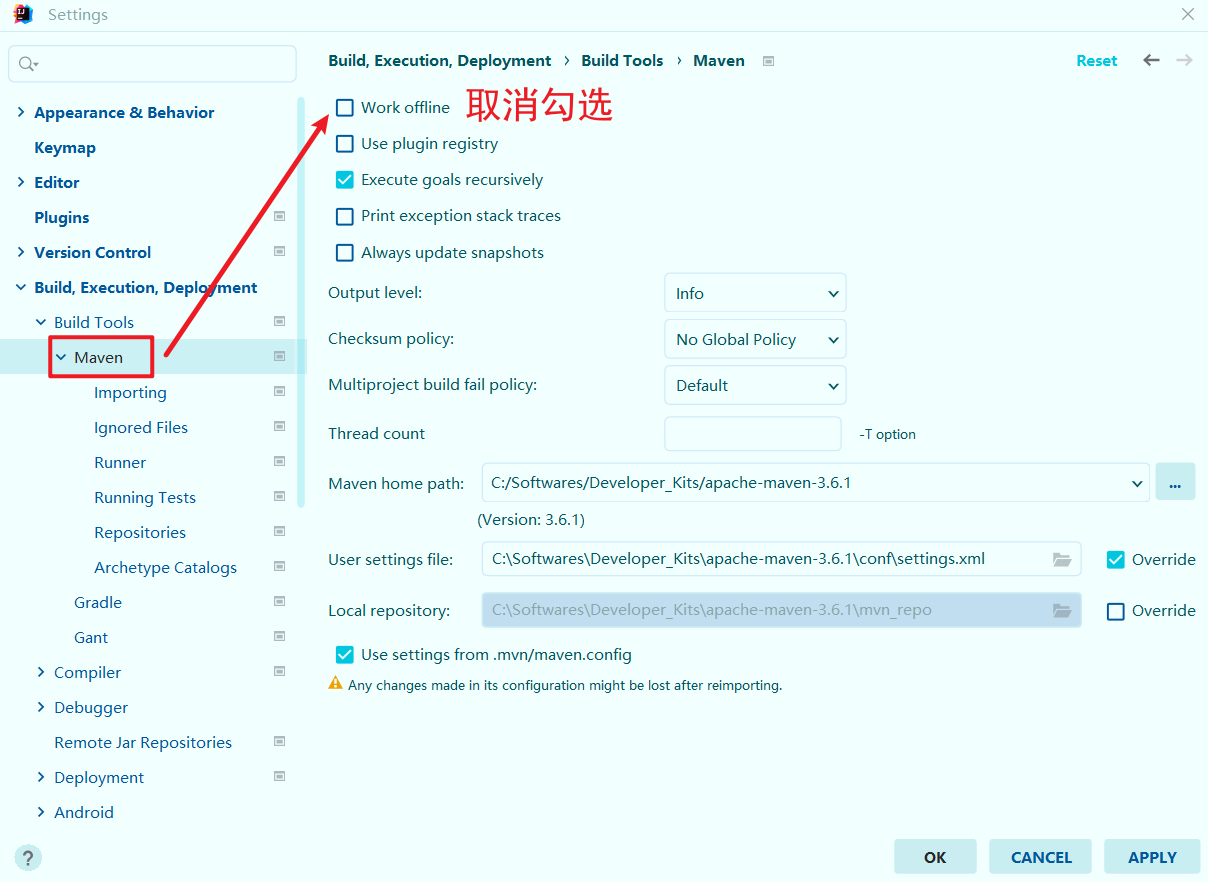 Settings
Build, Execution, Deployment › Build Tools › Maven
Reset
Appearance & Behavior
Keymap
Editor
Plugins
Version Control
Build, Execution, Deployment
Build Tools
Maven
Importing
Ignored Files
Runner
Running Tests
Repositories
Archetype Catalogs
Gradle
Gant
Compiler
Debugger
Remote Jar Repositories
Deployment
Android
Work offline 取消勾选
Use plugin registry
Execute goals recursively
Print exception stack traces
Always update snapshots
Output level: Info
Checksum policy: No Global Policy
Multiproject build fail policy: Default
Thread count -T option
Maven home path: C:/Softwares/Developer_Kits/apache-maven-3.6.1 ...
(Version: 3.6.1)
User settings file: C:\Softwares\Developer_Kits\apache-maven-3.6.1\conf\settings.xml Override
Local repository: C:\Softwares\Developer_Kits\apache-maven-3.6.1\mvn_repo Override
Use settings from .mvn/maven.config
Any changes made in its configuration might be lost after reimporting.
? OK CANCEL APPLY